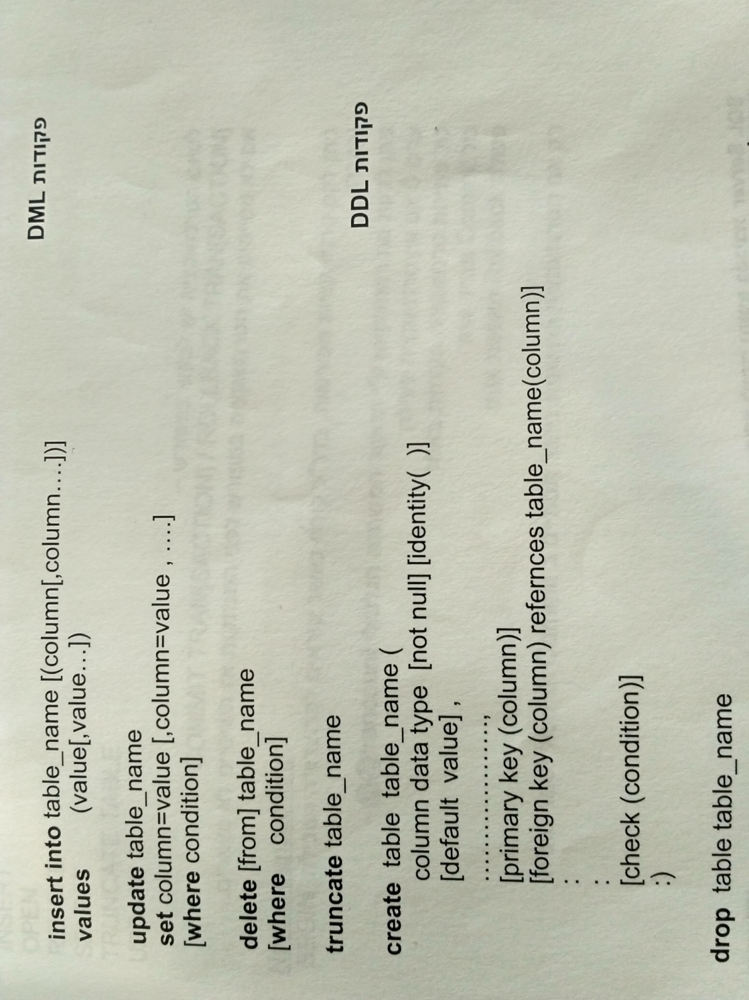 פקודות DML
insert into table_name [(column[,column….])]
values (value[,value…])
update table_name
set column=value [,column=value , ….]
[where condition]
delete [from] table_name
[where condition]
truncate table_name
פקודות DDL
create table table_name (
column data type [not null] [identity( )]
[default value] ,
………………….,
[primary key (column)]
[foreign key (column) refernces table_name(column)]
:
:
[check (condition)]
:)
drop table table_name